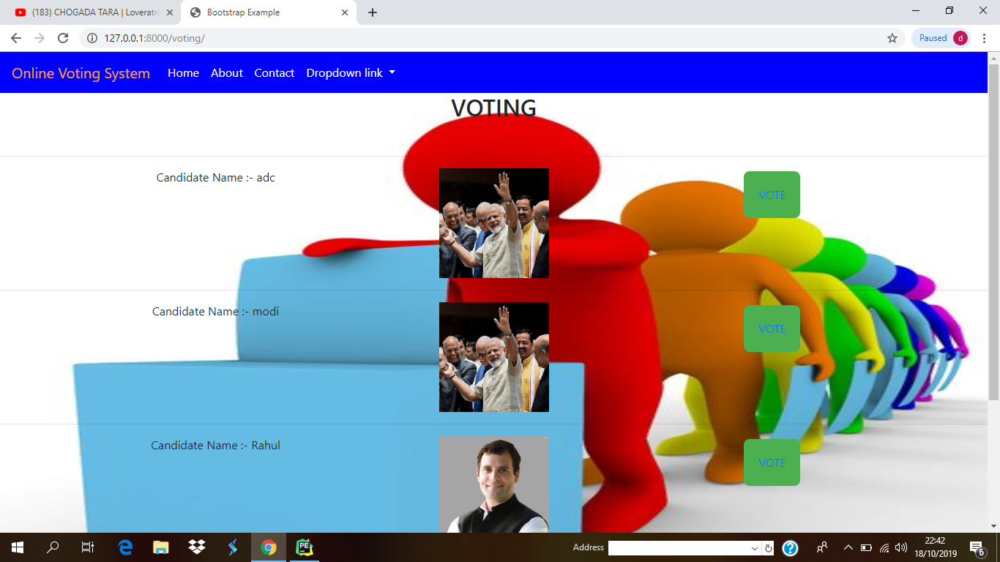 (183) CHOGADA TARA | Loveratri
Bootstrap Example
127.0.0.1:8000/voting/
Paused d
Online Voting System Home About Contact Dropdown link
VOTING
Candidate Name :- adc
VOTE
Candidate Name :- modi
VOTE
Candidate Name :- Rahul
VOTE
Address
22:42
18/10/2019
6